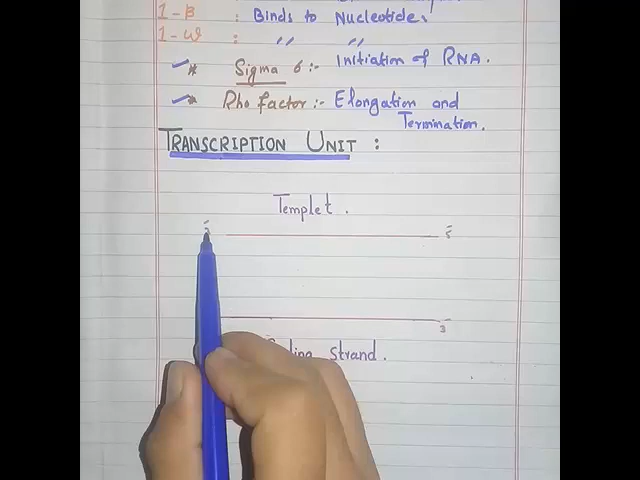 1-β : Binds to Nucleotide.
1-ω : " "
* Sigma 6 :- Initiation of RNA.
* Rho factor :- Elongation and
Termination.
TRANSCRIPTION UNIT :
Templet .
3
strand .